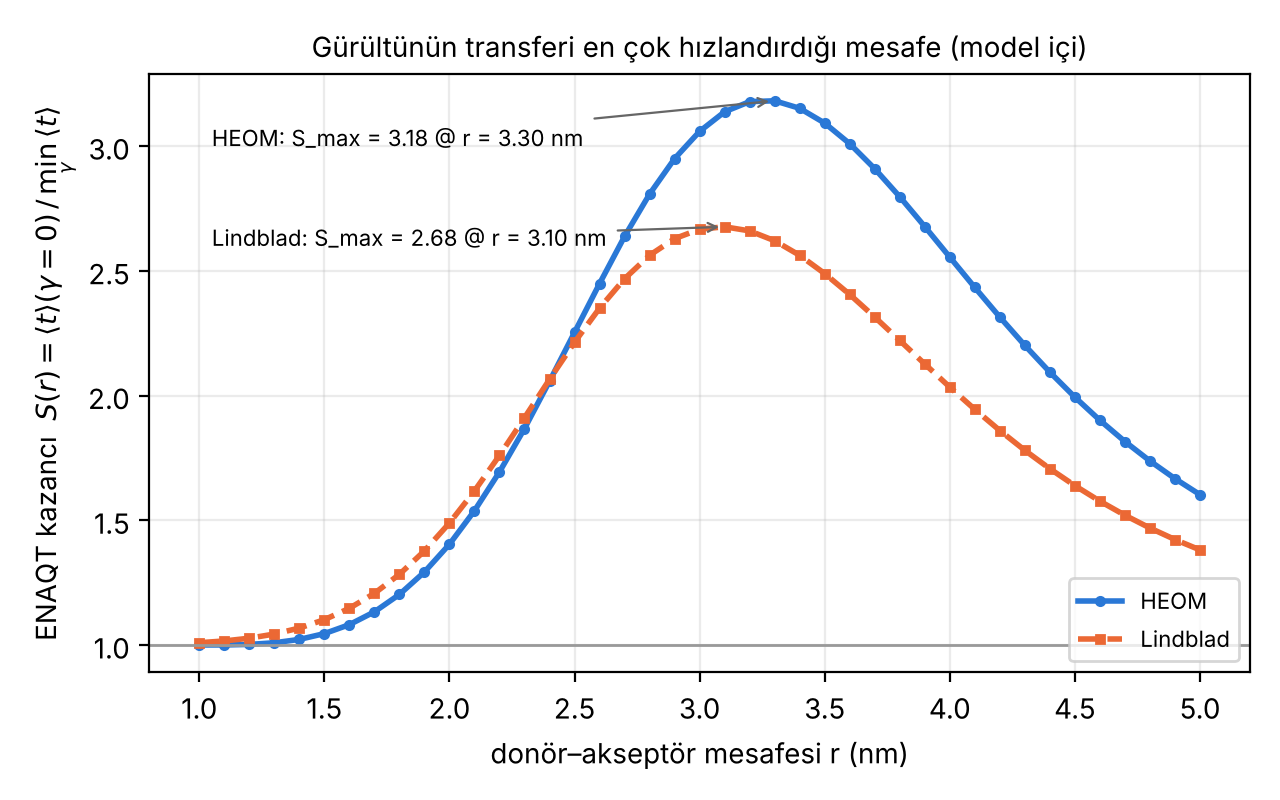 Gürültünün transferi en çok hızlandırdığı mesafe (model içi)
ENAQT kazancı S(r) = ⟨t⟩(γ = 0) / min ⟨t⟩
γ
3.0
2.5
2.0
1.5
1.0
HEOM: S_max = 3.18 @ r = 3.30 nm
Lindblad: S_max = 2.68 @ r = 3.10 nm
HEOM
Lindblad
1.0 1.5 2.0 2.5 3.0 3.5 4.0 4.5 5.0
donör–akseptör mesafesi r (nm)